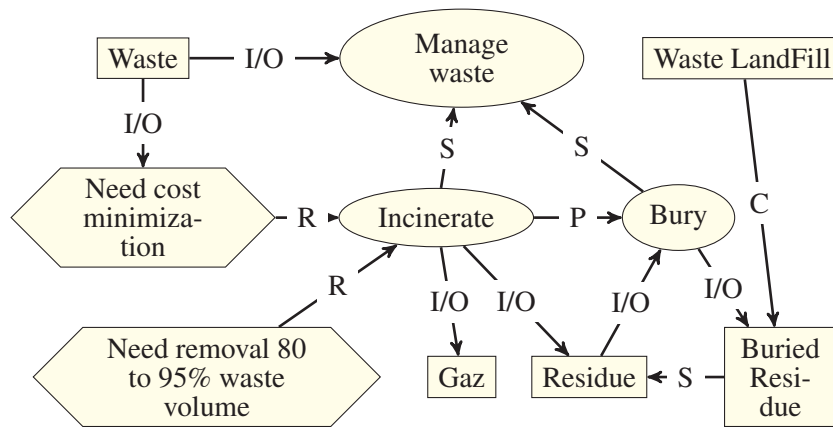 Waste
I/O
Manage
waste
Waste LandFill
I/O
S
S
C
Need cost
minimiza-
tion
R
Incinerate
P
Bury
R
I/O
I/O
I/O
I/O
Need removal 80
to 95% waste
volume
Gaz
Residue
S
Buried
Resi-
due